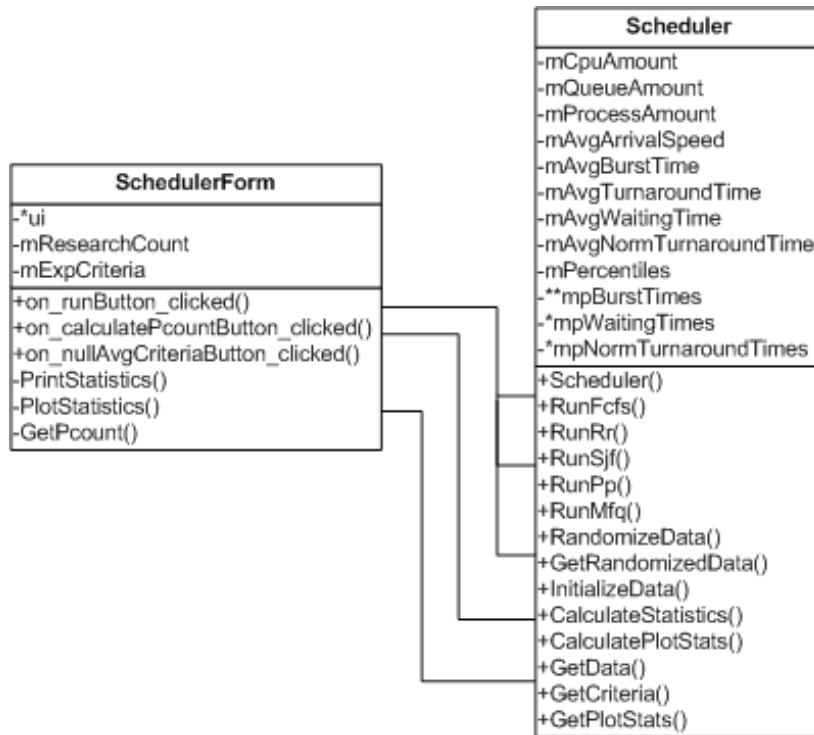 SchedulerForm
-*ui
-mResearchCount
-mExpCriteria
+on_runButton_clicked()
+on_calculatePcountButton_clicked()
+on_nullAvgCriteriaButton_clicked()
-PrintStatistics()
-PlotStatistics()
-GetPcount()
Scheduler
-mCpuAmount
-mQueueAmount
-mProcessAmount
-mAvgArrivalSpeed
-mAvgBurstTime
-mAvgTurnaroundTime
-mAvgWaitingTime
-mAvgNormTurnaroundTime
-mPercentiles
-**mpBurstTimes
-*mpWaitingTimes
-*mpNormTurnaroundTimes
+Scheduler()
+RunFcfs()
+RunRr()
+RunSjf()
+RunPp()
+RunMfq()
+RandomizeData()
+GetRandomizedData()
+InitializeData()
+CalculateStatistics()
+CalculatePlotStats()
+GetData()
+GetCriteria()
+GetPlotStats()